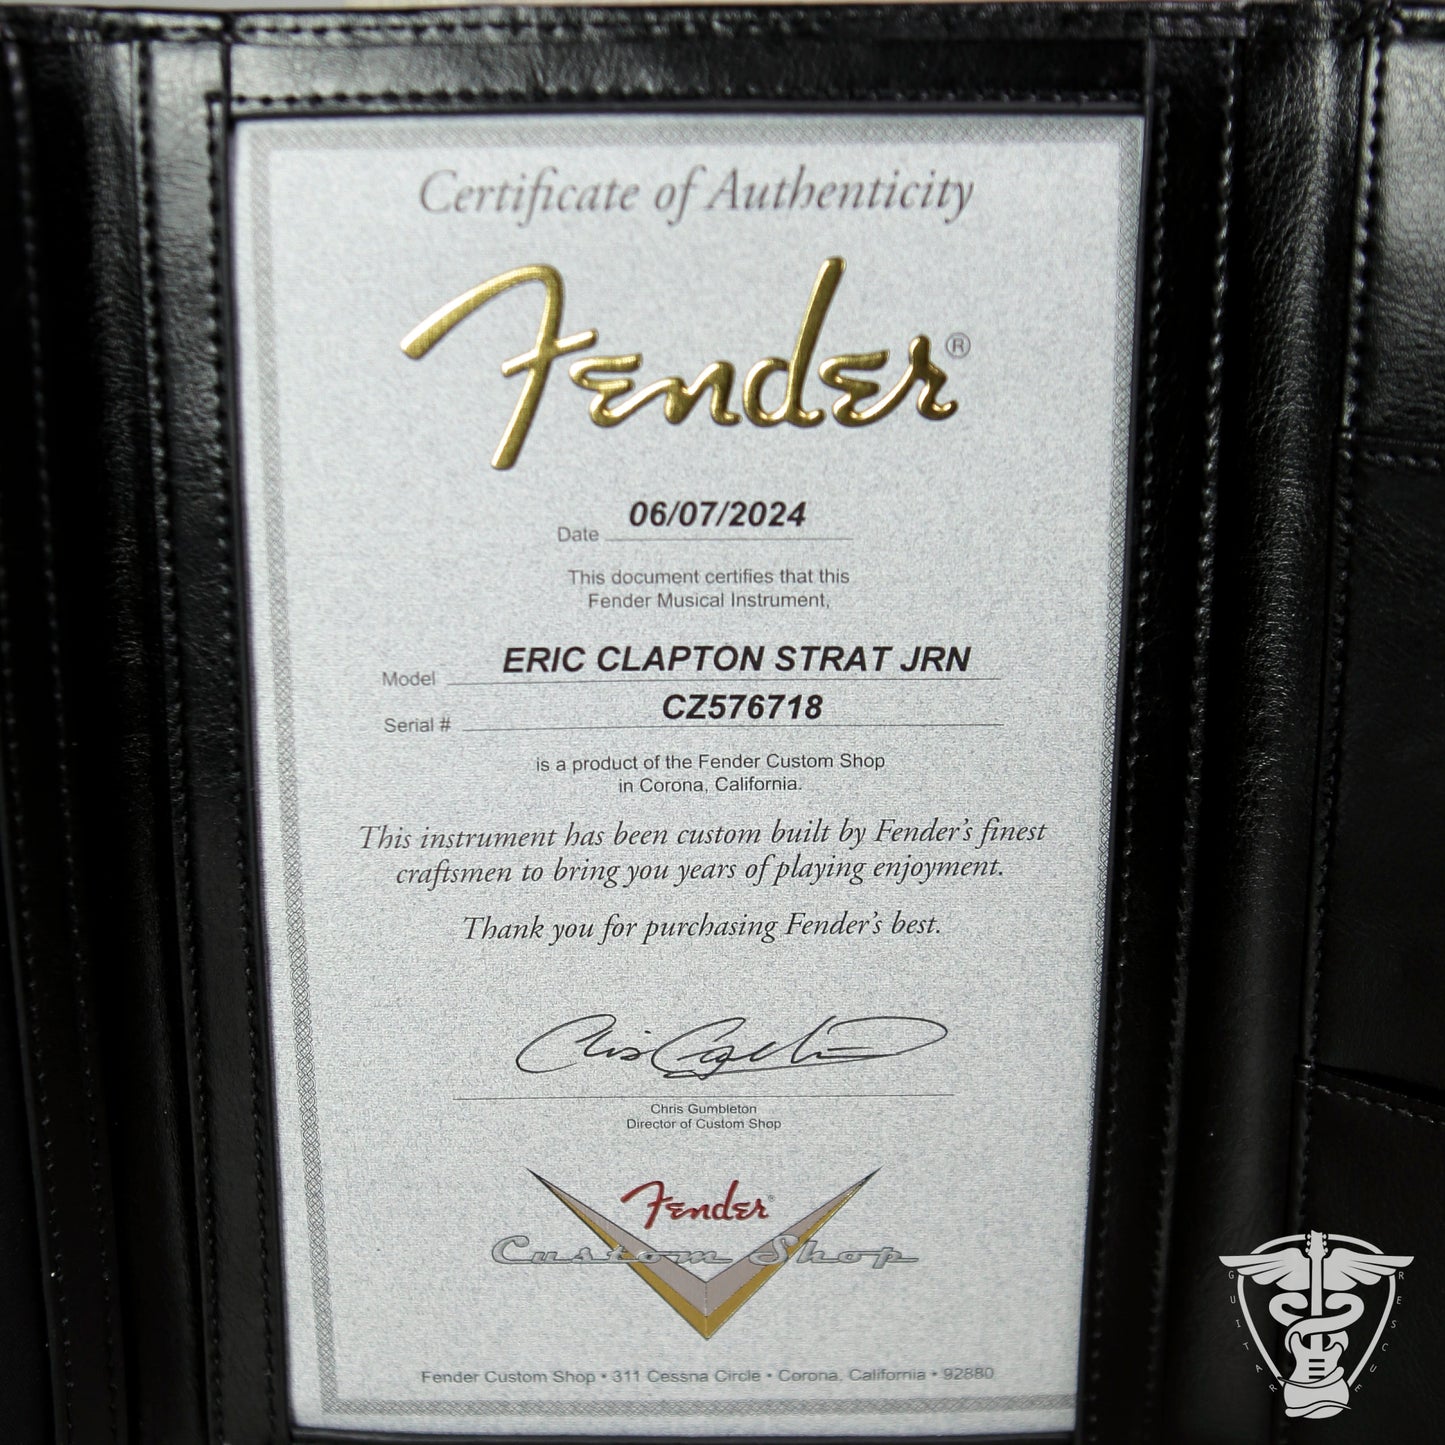 Certificate of Authenticity
Fender®
Date 06/07/2024
This document certifies that this
Fender Musical Instrument,
Model ERIC CLAPTON STRAT JRN
Serial # CZ576718
is a product of the Fender Custom Shop
in Corona, California.
This instrument has been custom built by Fender's finest
craftsmen to bring you years of playing enjoyment.
Thank you for purchasing Fender's best.
Chris Gumbleton
Director of Custom Shop
Fender®
Custom Shop
Fender Custom Shop • 311 Cessna Circle • Corona, California • 92880
GUITAR RESCUE